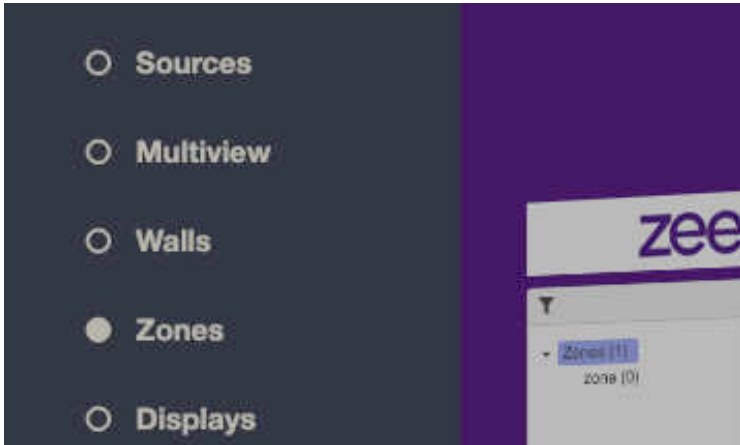 Sources
Multiview
Walls
Zones
Displays
zee
Zones (1)
zone (0)